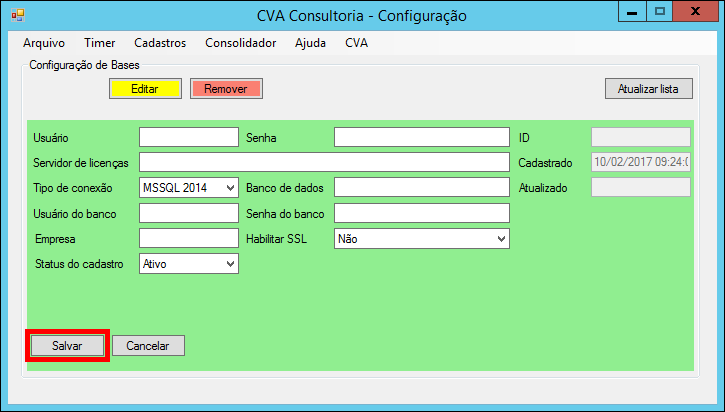 CVA Consultoria - Configuração
Arquivo Timer Cadastros Consolidador Ajuda CVA
Configuração de Bases
Editar Remover Atualizar lista
Usuário Senha ID
Servidor de licenças Cadastrado 10/02/2017 09:24:0
Tipo de conexão MSSQL 2014 Banco de dados Atualizado
Usuário do banco Senha do banco
Empresa Habilitar SSL Não
Status do cadastro Ativo
Salvar Cancelar